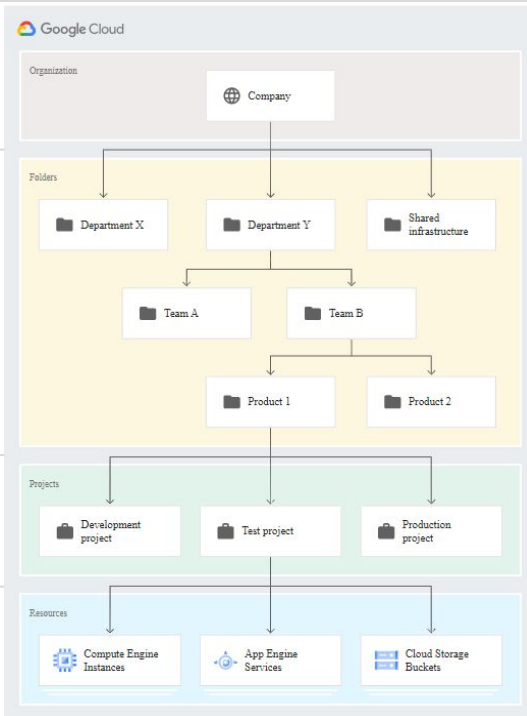 Google Cloud
Organization
Company
Folders
Department X
Department Y
Shared
infrastructure
Team A
Team B
Product 1
Product 2
Projects
Development
project
Test project
Production
project
Resources
Compute Engine
Instances
App Engine
Services
Cloud Storage
Buckets